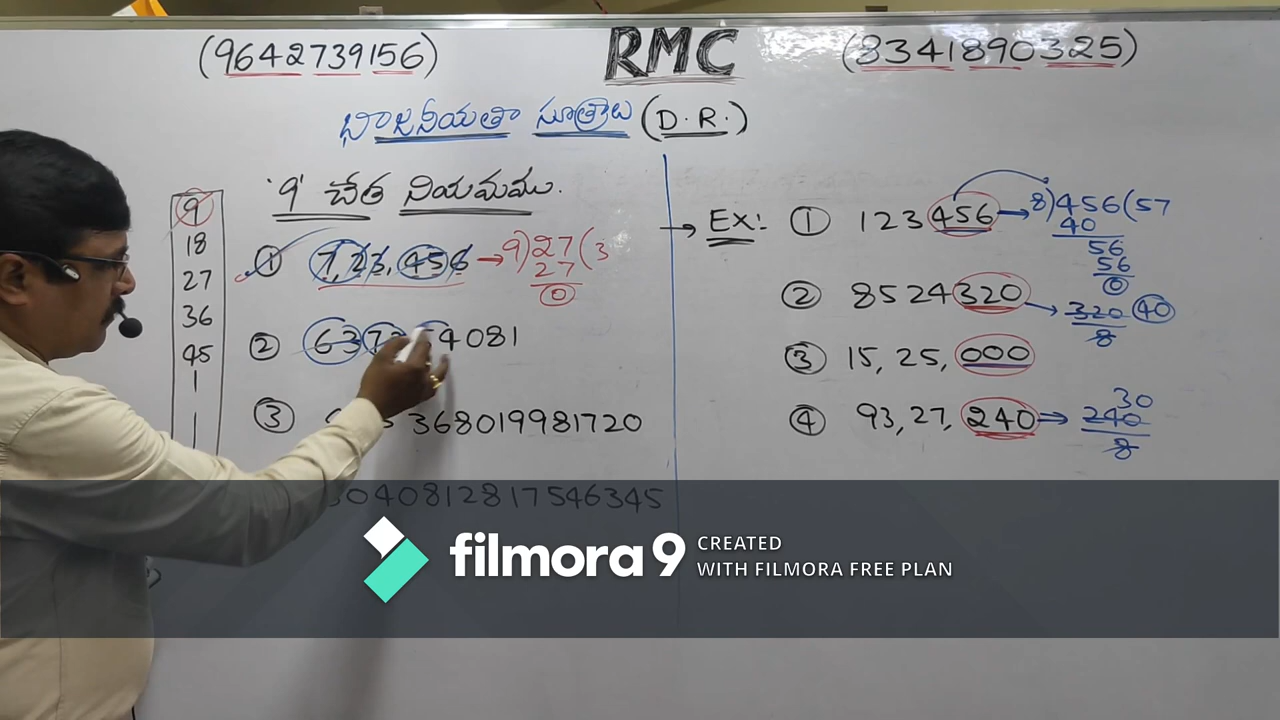 (9642739156) RMC (8341890325)
భాజనీయతా సూత్రాలు (D.R.)
'9' చేత నియమము.
9
18
27
36
45
① 7,23,456 → 9)27(3
27
0
② 63 4081
③ 368019981720
040812817546345
→ Ex:- ① 123456 → 8)456(57
40
56
56
0
② 8524320 → 320 40
8
③ 15, 25, 000
④ 93, 27, 240 ⇒ 240 30
8
filmora9 CREATED
WITH FILMORA FREE PLAN